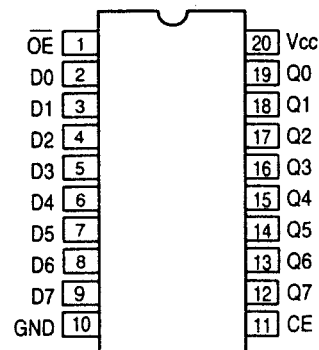 O̅E̅ 1 20 Vcc
D0 2 19 Q0
D1 3 18 Q1
D2 4 17 Q2
D3 5 16 Q3
D4 6 15 Q4
D5 7 14 Q5
D6 8 13 Q6
D7 9 12 Q7
GND 10 11 CE